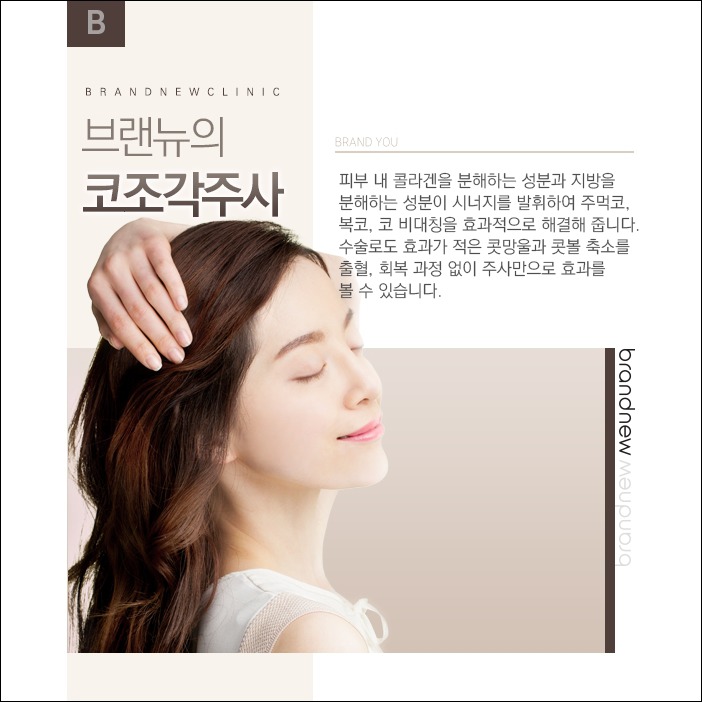 B
BRANDNEWCLINIC
브랜뉴의
코조각주사
BRAND YOU
피부 내 콜라겐을 분해하는 성분과 지방을
분해하는 성분이 시너지를 발휘하여 주먹코,
복코, 코 비대칭을 효과적으로 해결해 줍니다.
수술로도 효과가 적은 콧망울과 콧볼 축소를
출혈, 회복 과정 없이 주사만으로 효과를
볼 수 있습니다.
brandnew
brandnew